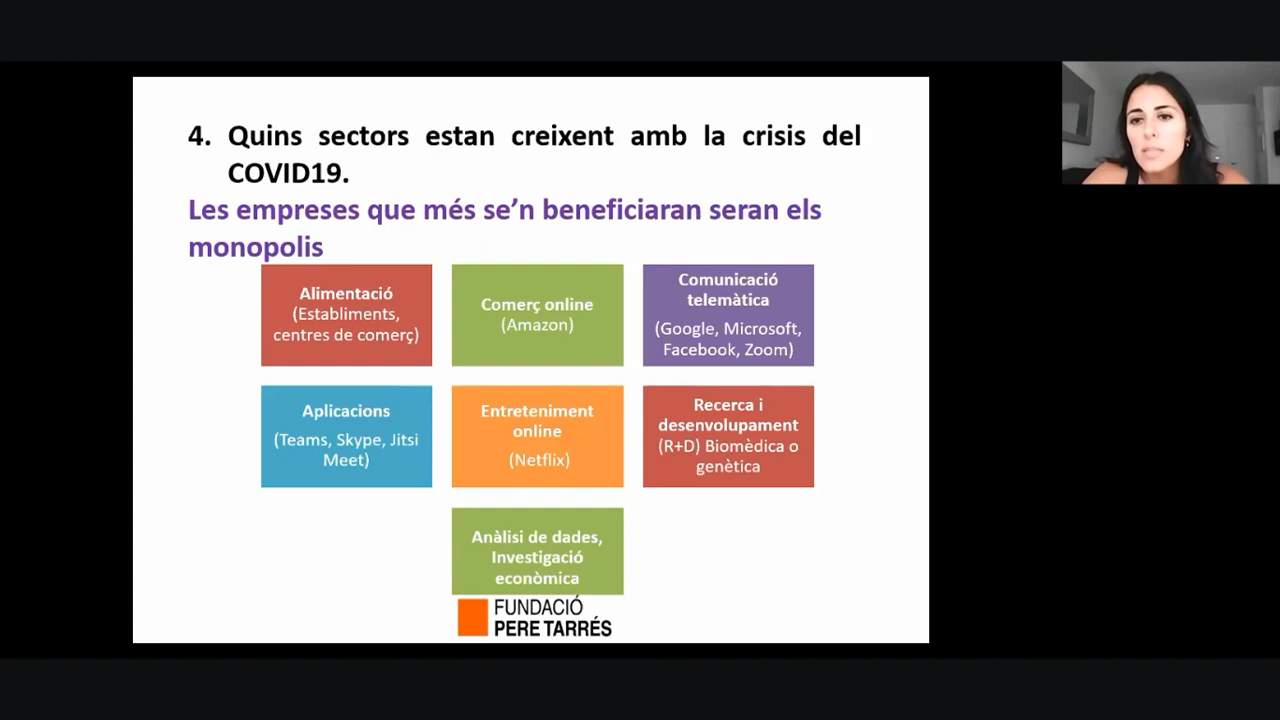 4. Quins sectors estan creixent amb la crisis del
COVID19.
Les empreses que més se’n beneficiaran seran els
monopolis
Alimentació
(Establiments,
centres de comerç)
Comerç online
(Amazon)
Comunicació
telemàtica
(Google, Microsoft,
Facebook, Zoom)
Aplicacions
(Teams, Skype, Jitsi
Meet)
Entreteniment
online
(Netflix)
Recerca i
desenvolupament
(R+D) Biomèdica o
genètica
Anàlisi de dades,
Investigació
econòmica
FUNDACIÓ
PERE TARRÉS